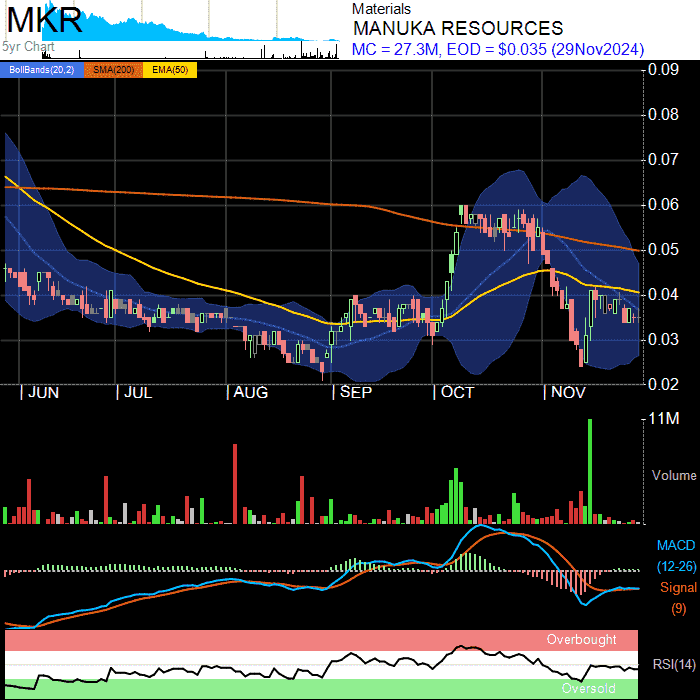 MKR
5yr Chart
Materials
MANUKA RESOURCES
MC = 27.3M, EOD = $0.035 (29Nov2024)
BollBands(20,2) SMA(200) EMA(50)
0.09
0.08
0.07
0.06
0.05
0.04
0.03
0.02
JUN JUL AUG SEP OCT NOV
11M
Volume
MACD
(12-26)
Signal
(9)
Overbought
RSI(14)
Oversold